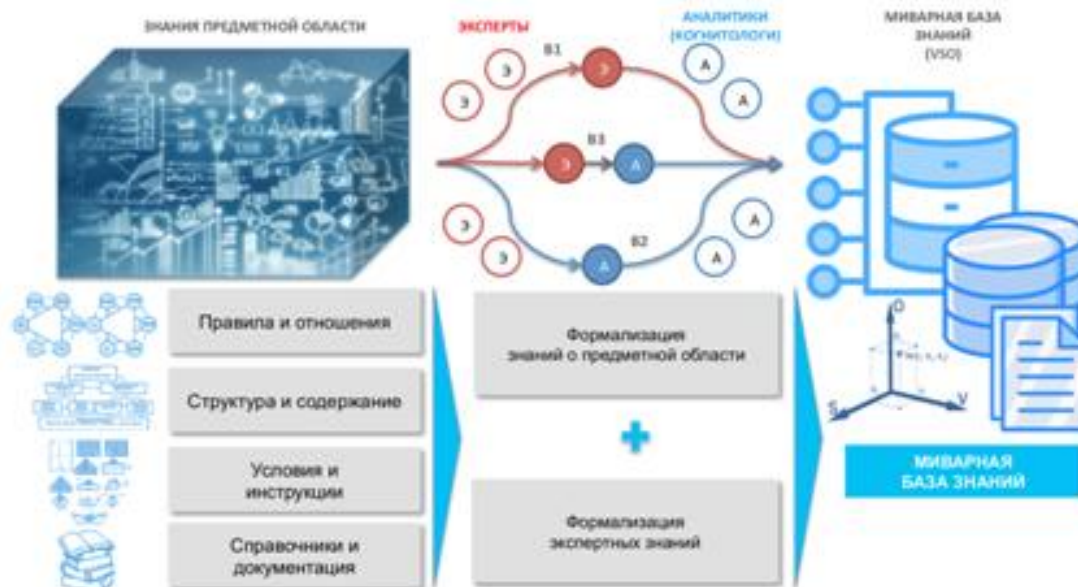 ЗНАНИЯ ПРЕДМЕТНОЙ ОБЛАСТИ
ЭКСПЕРТЫ
АНАЛИТИКИ
(КОГНИТОЛОГИ)
МИВАРНАЯ БАЗА
ЗНАНИЙ
(VSO)
В1
Э
Э
Э
А
А
В3
Э
А
Э
Э
А
В2
А
А
Правила и отношения
Структура и содержание
Условия и
инструкции
Справочники и
документация
Формализация
знаний о предметной области
+
Формализация
экспертных знаний
O
S
V
МИВАРНАЯ
БАЗА ЗНАНИЙ